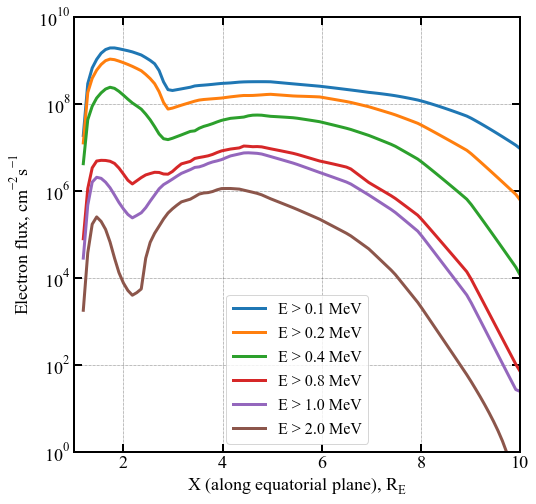 10^10
10^8
10^6
10^4
10^2
10^0
Electron flux, cm^−2 s^−1
E > 0.1 MeV
E > 0.2 MeV
E > 0.4 MeV
E > 0.8 MeV
E > 1.0 MeV
E > 2.0 MeV
2 4 6 8 10
X (along equatorial plane), R_E